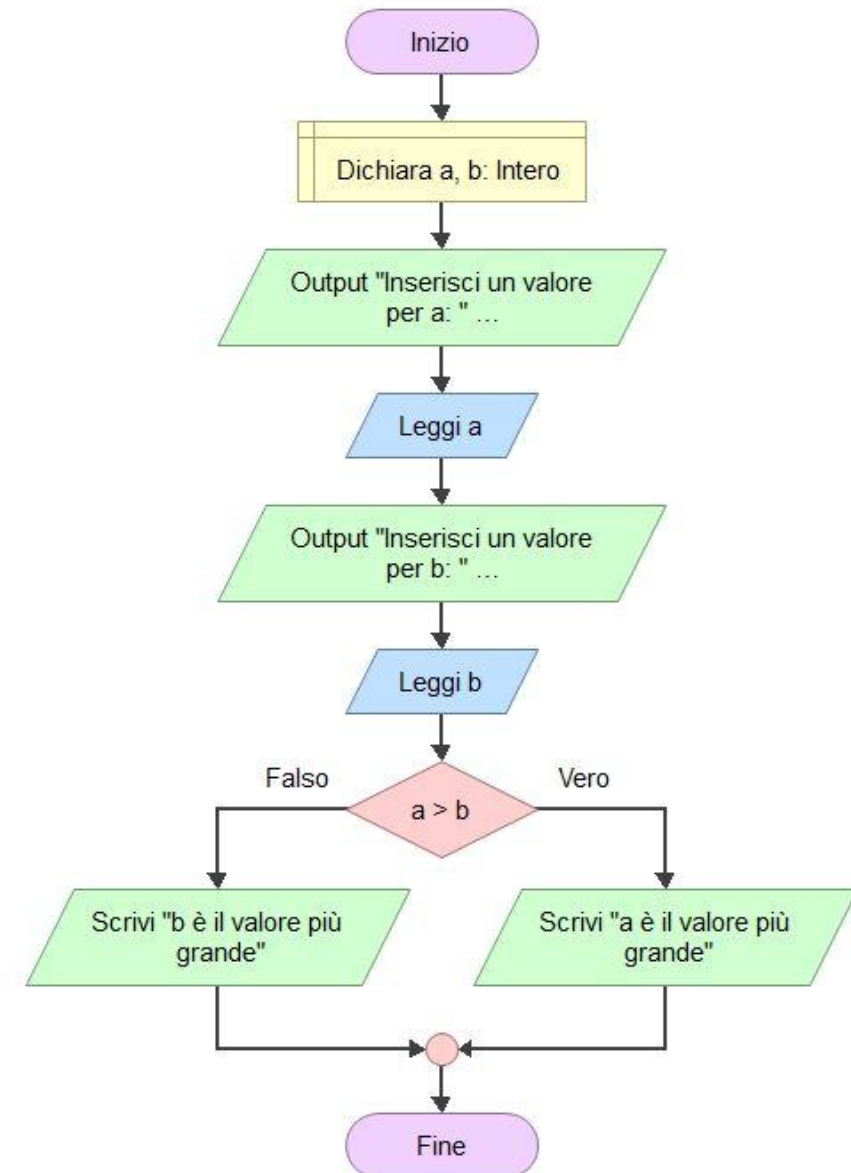 Inizio
Dichiara a, b: Intero
Output "Inserisci un valore
per a: " ...
Leggi a
Output "Inserisci un valore
per b: " ...
Leggi b
Falso
Vero
a > b
Scrivi "b è il valore più
grande"
Scrivi "a è il valore più
grande"
Fine